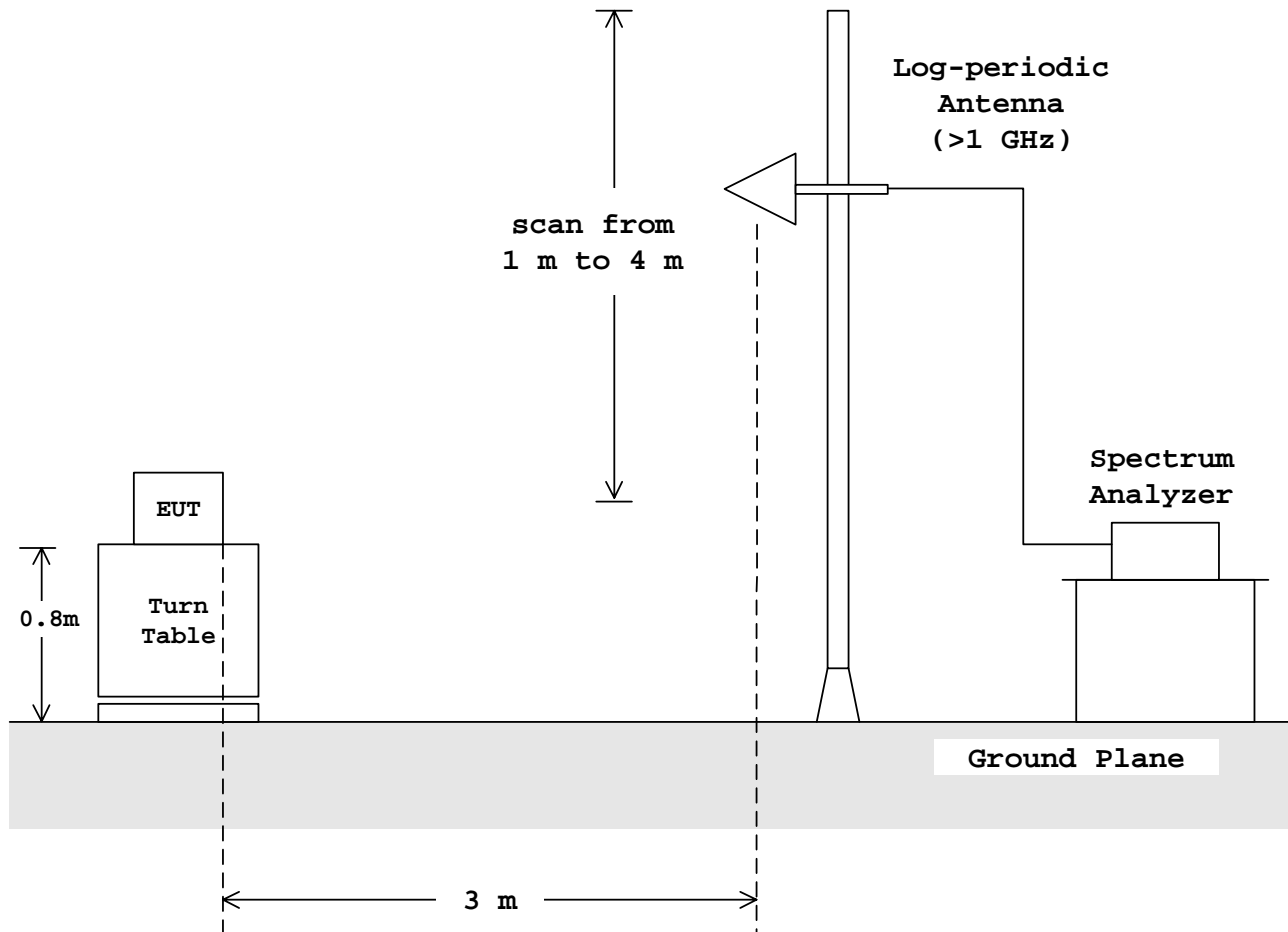 Log-periodic
Antenna
(>1 GHz)
scan from
1 m to 4 m
Spectrum
Analyzer
EUT
0.8m
Turn
Table
Ground Plane
3 m